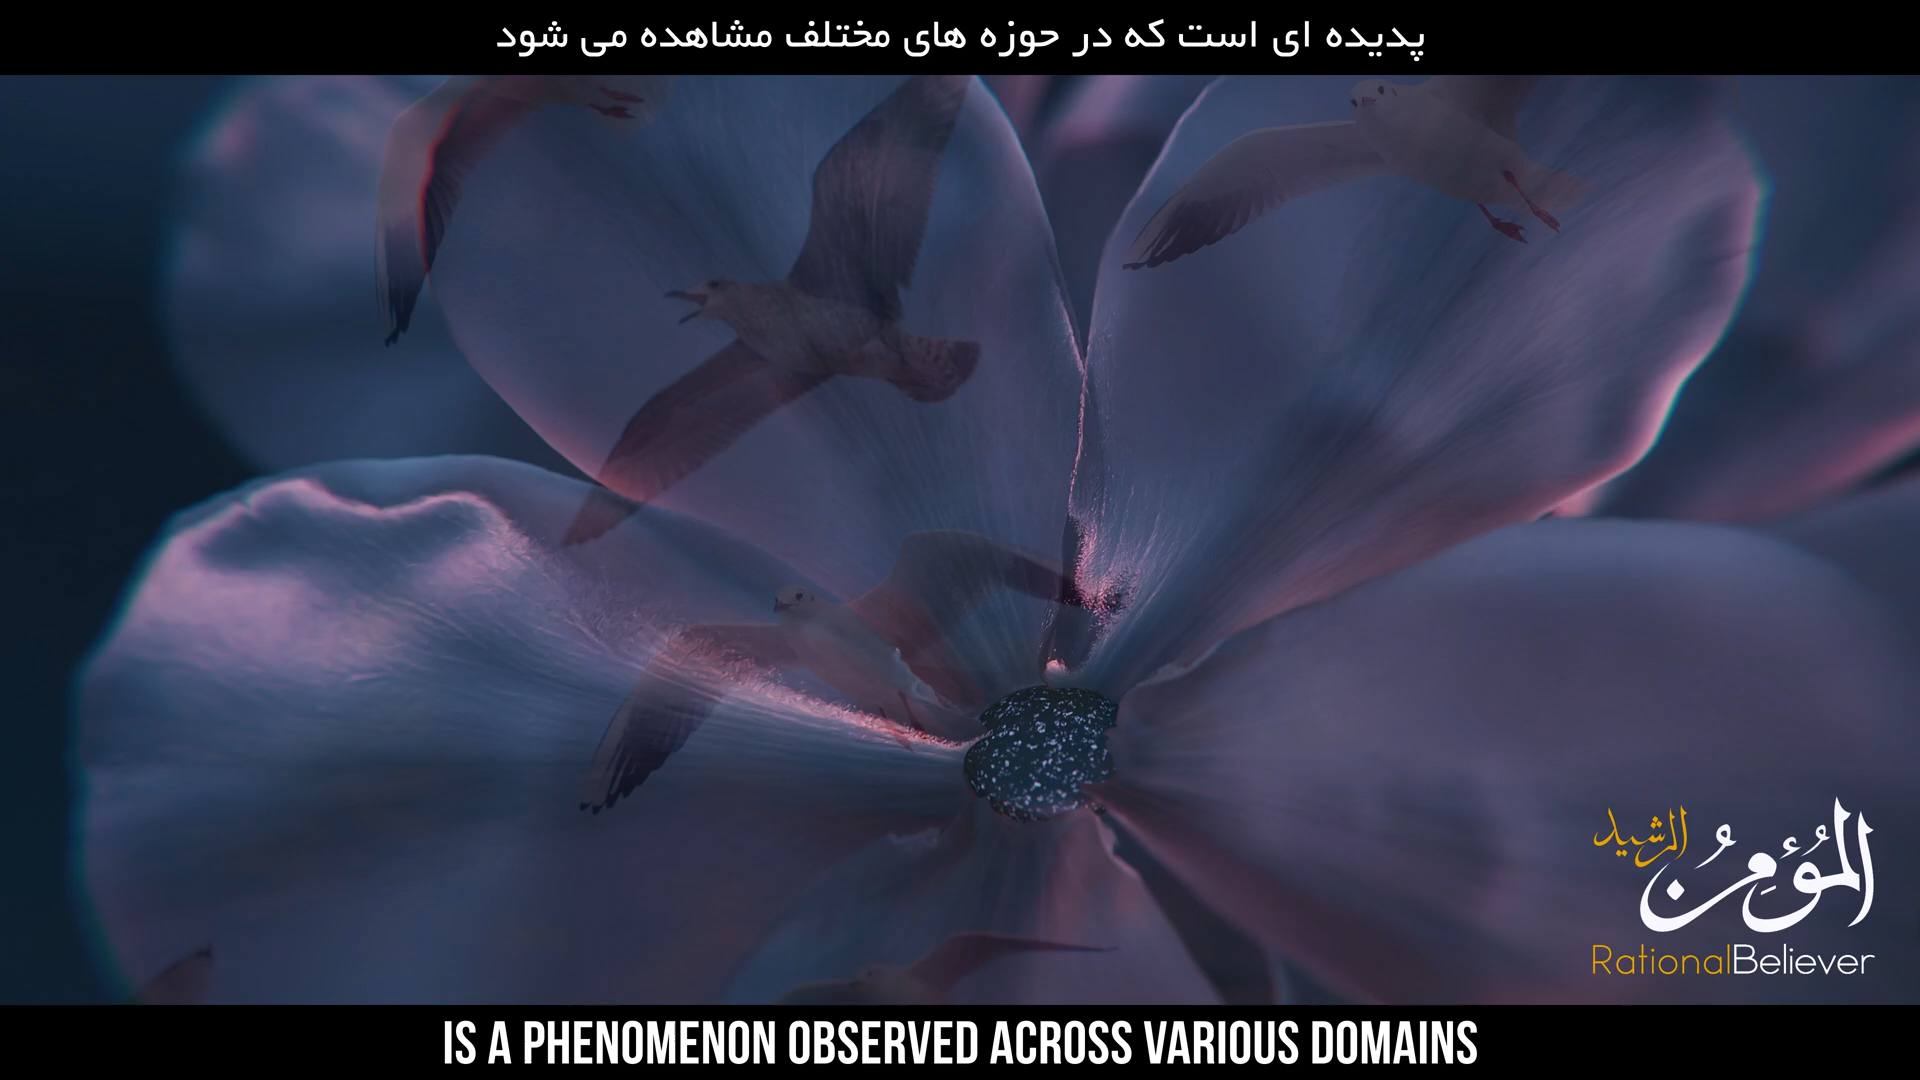 پدیده ای است که در حوزه های مختلف مشاهده می شود
المؤمن الرشيد
RationalBeliever
IS A PHENOMENON OBSERVED ACROSS VARIOUS DOMAINS